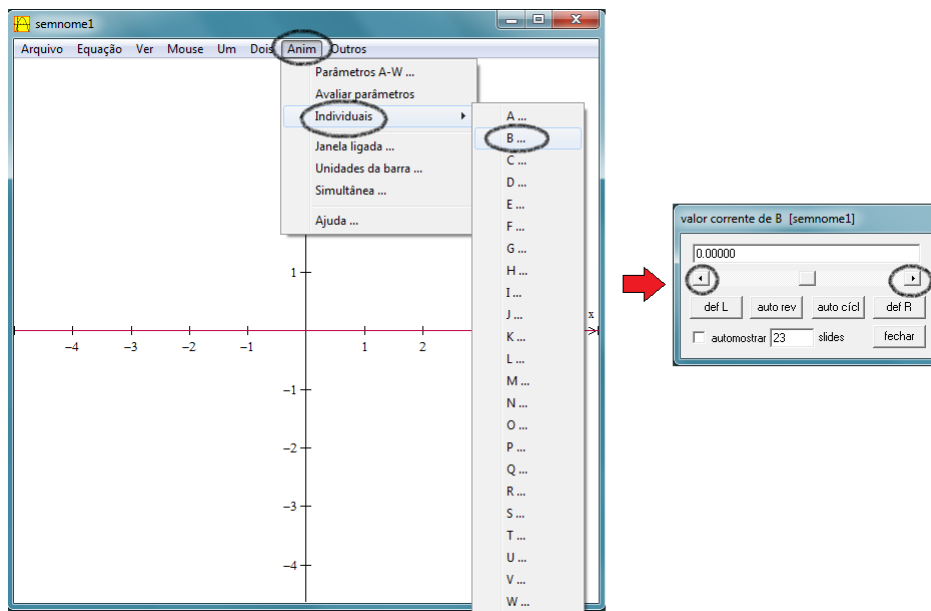 semnome1
Arquivo Equação Ver Mouse Um Dois Anim Outros
Parâmetros A-W ...
Avaliar parâmetros
Individuais
Janela ligada ...
Unidades da barra ...
Simultânea ...
Ajuda ...
A ...
B ...
C ...
D ...
E ...
F ...
G ...
H ...
I ...
J ...
K ...
L ...
M ...
N ...
O ...
P ...
Q ...
R ...
S ...
T ...
U ...
V ...
W ...
1
x
−4 −3 −2 −1 1 2
−1
−2
−3
−4
valor corrente de B [semnome1]
0.00000
def L auto rev auto cícl def R
automostrar 23 slides fechar